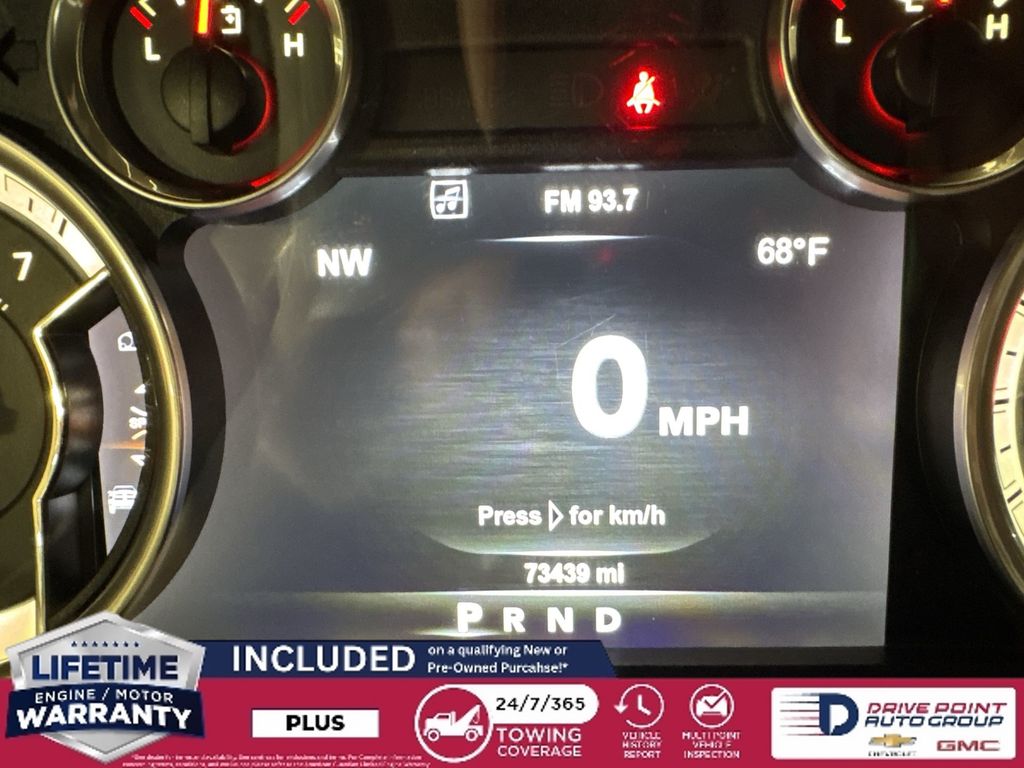 L H
L E H
FM 93.7
NW
68°F
7
0 MPH
Press ▷ for km/h
73439 mi
P R N D
LIFETIME
ENGINE / MOTOR
WARRANTY
INCLUDED
on a qualifying New or
Pre-Owned Purcahse!*
PLUS
24/7/365
TOWING
COVERAGE
VEHICLE
HISTORY
REPORT
MULTI POINT
VEHICLE
INSPECTION
DRIVE POINT
AUTO GROUP
CHEVROLET
GMC